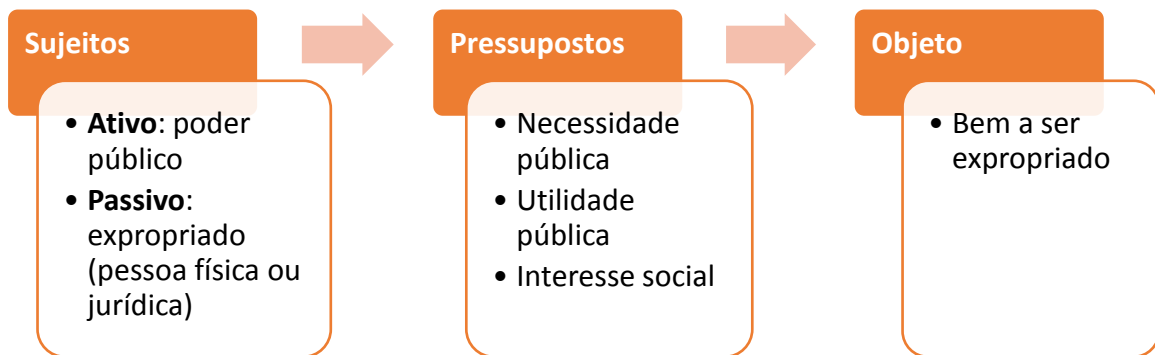 Sujeitos
• Ativo: poder
público
• Passivo:
expropriado
(pessoa física ou
jurídica)
Pressupostos
• Necessidade
pública
• Utilidade
pública
• Interesse social
Objeto
• Bem a ser
expropriado